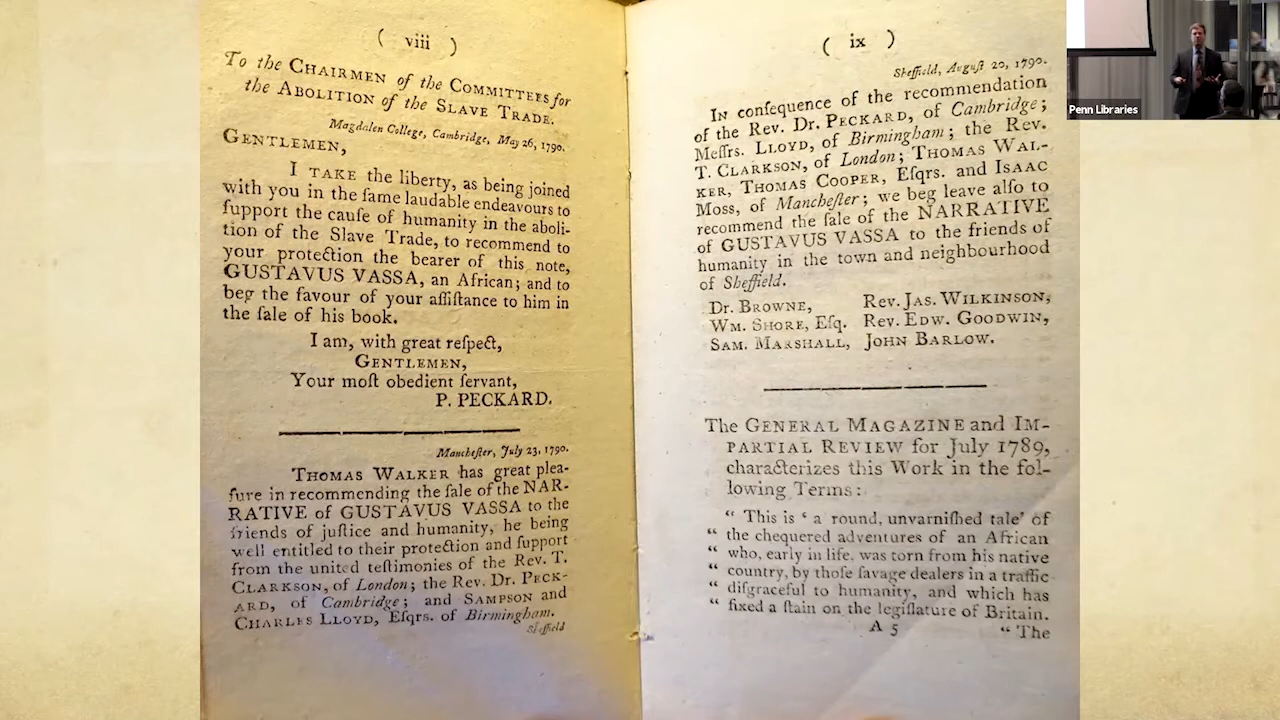 ( viii )
To the CHAIRMEN of the COMMITTEES for
the ABOLITION of the SLAVE TRADE.
Magdalen College, Cambridge, May 26, 1790.
GENTLEMEN,
I TAKE the liberty, as being joined
with you in the ſame laudable endeavours to
ſupport the cauſe of humanity in the aboli-
tion of the Slave Trade, to recommend to
your protection the bearer of this note,
GUSTAVUS VASSA, an African; and to
beg the favour of your aſſiſtance to him in
the ſale of his book.
I am, with great reſpect,
GENTLEMEN,
Your moſt obedient ſervant,
P. PECKARD.
Mancheſter, July 23, 1790.
THOMAS WALKER has great plea-
ſure in recommending the ſale of the NAR-
RATIVE of GUSTAVUS VASSA to the
friends of juſtice and humanity, he being
well entitled to their protection and ſupport
from the united teſtimonies of the Rev. T.
CLARKSON, of London; the Rev. Dr. PECK-
ARD, of Cambridge; and SAMPSON and
CHARLES LLOYD, Eſqrs. of Birmingham.
Sheffield
( ix )
Sheffield, Auguſt 20, 1790.
IN conſequence of the recommendation
of the Rev. Dr. PECKARD, of Cambridge;
Meſſrs. LLOYD, of Birmingham; the Rev.
T. CLARKSON, of London; THOMAS WAL-
KER, THOMAS COOPER, Eſqrs. and ISAAC
Moss, of Mancheſter; we beg leave alſo to
recommend the ſale of the NARRATIVE
of GUSTAVUS VASSA to the friends of
humanity in the town and neighbourhood
of Sheffield.
Dr. BROWNE, Rev. JAS. WILKINSON,
WM. SHORE, Eſq. Rev. EDW. GOODWIN,
SAM. MARSHALL, JOHN BARLOW.
The GENERAL MAGAZINE and IM-
PARTIAL REVIEW for July 1789,
characterizes this Work in the fol-
lowing Terms:
“ This is ‘ a round, unvarniſhed tale’ of
“ the chequered adventures of an African
“ who, early in life, was torn from his native
“ country, by thoſe ſavage dealers in a traffic
“ diſgraceful to humanity, and which has
“ fixed a ſtain on the legiſlature of Britain.
A 5 “ The
Penn Libraries